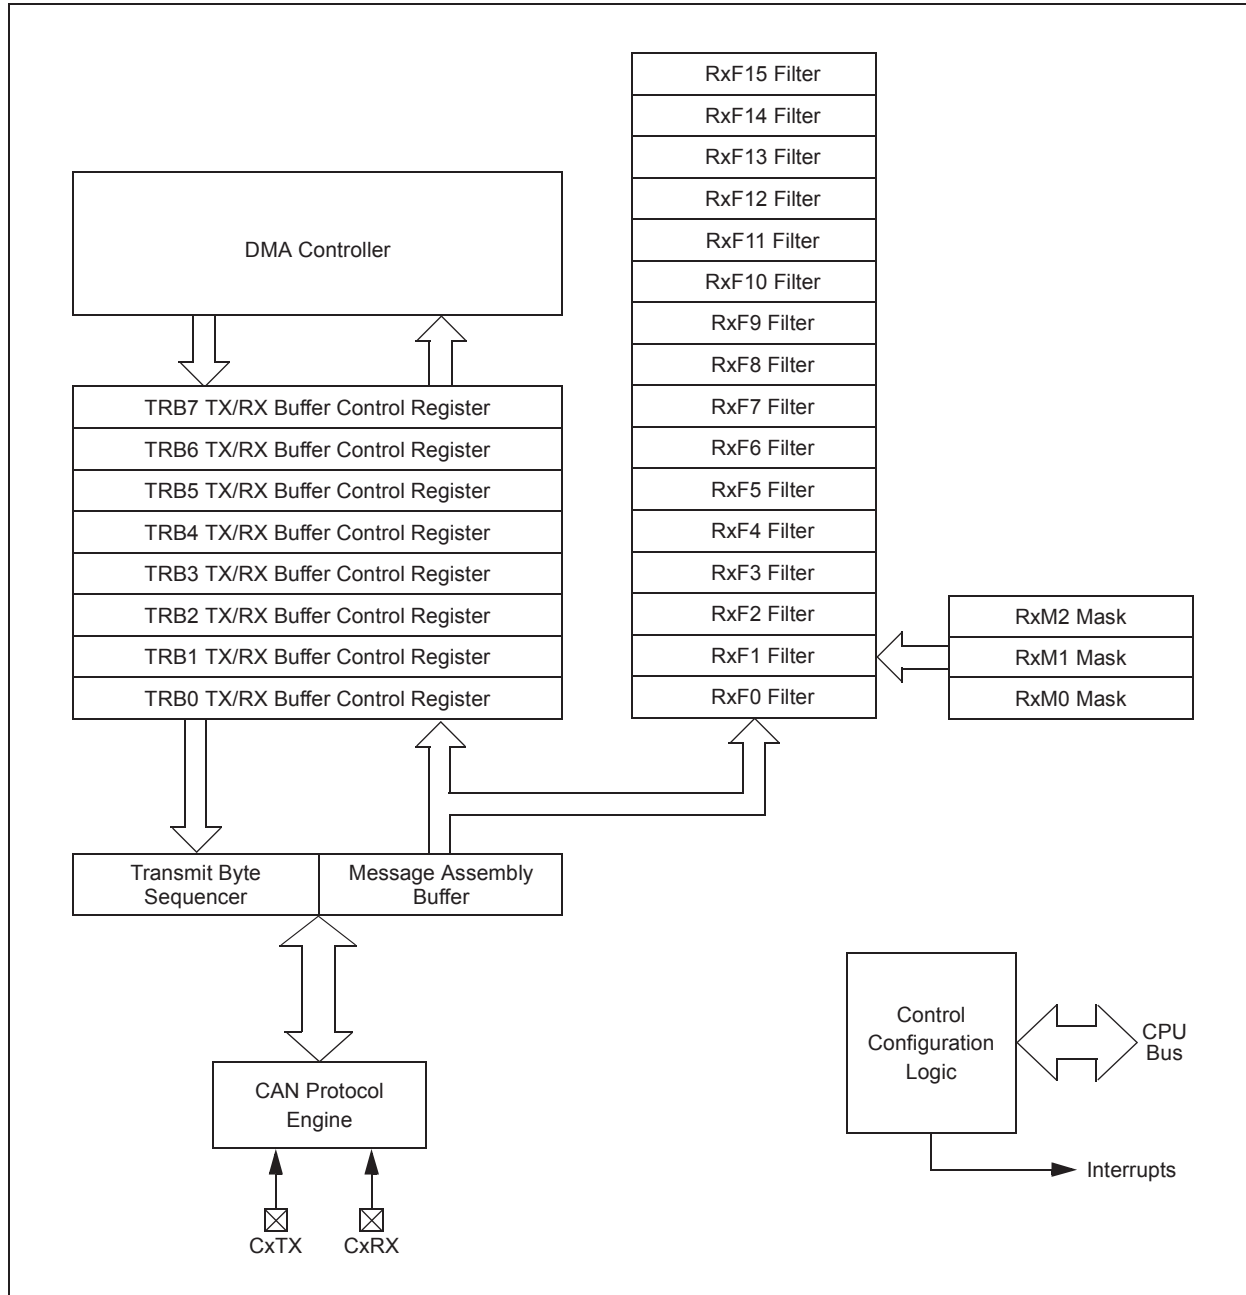 DMA Controller
TRB7 TX/RX Buffer Control Register
TRB6 TX/RX Buffer Control Register
TRB5 TX/RX Buffer Control Register
TRB4 TX/RX Buffer Control Register
TRB3 TX/RX Buffer Control Register
TRB2 TX/RX Buffer Control Register
TRB1 TX/RX Buffer Control Register
TRB0 TX/RX Buffer Control Register
Transmit Byte
Sequencer
Message Assembly
Buffer
CAN Protocol
Engine
CxTX
CxRX
RxF15 Filter
RxF14 Filter
RxF13 Filter
RxF12 Filter
RxF11 Filter
RxF10 Filter
RxF9 Filter
RxF8 Filter
RxF7 Filter
RxF6 Filter
RxF5 Filter
RxF4 Filter
RxF3 Filter
RxF2 Filter
RxF1 Filter
RxF0 Filter
RxM2 Mask
RxM1 Mask
RxM0 Mask
Control
Configuration
Logic
CPU
Bus
Interrupts